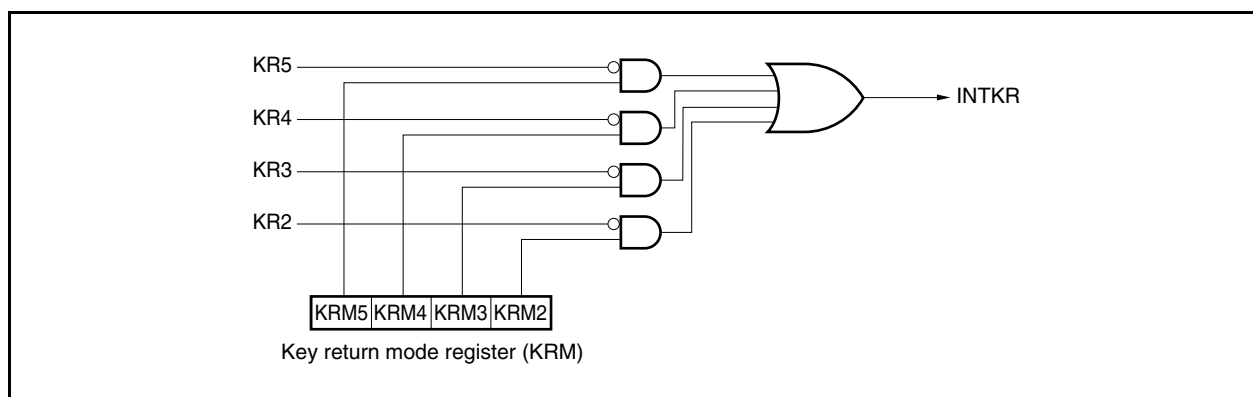 KR5
INTKR
KR4
KR3
KR2
KRM5 KRM4 KRM3 KRM2
Key return mode register (KRM)